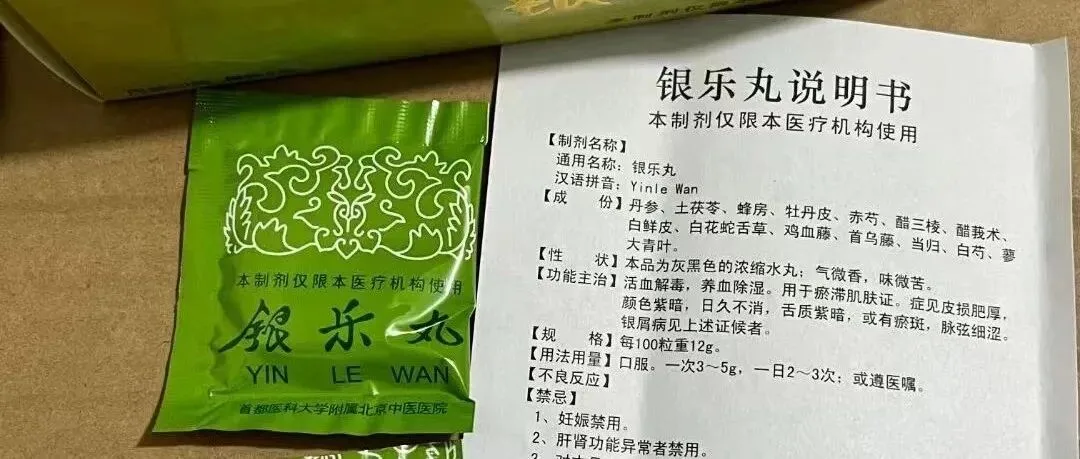 本制剂仅限本医疗机构使用
银乐丸
YIN LE WAN
首都医科大学附属北京中医医院
银乐丸说明书
本制剂仅限本医疗机构使用
【制剂名称】
通用名称：银乐丸
汉语拼音：Yinle Wan
【成 份】丹参、土茯苓、蜂房、牡丹皮、赤芍、醋三棱、醋莪术、
白鲜皮、白花蛇舌草、鸡血藤、首乌藤、当归、白芍、蓼
大青叶。
【性 状】本品为灰黑色的浓缩水丸；气微香，味微苦。
【功能主治】活血解毒，养血除湿。用于瘀滞肌肤证。症见皮损肥厚，
颜色紫暗，日久不消，舌质紫暗，或有瘀斑，脉弦细涩。
银屑病见上述证候者。
【规 格】每100粒重12g。
【用法用量】口服。一次3～5g，一日2～3次；或遵医嘱。
【不良反应】
【禁忌】
1、妊娠禁用。
2、肝肾功能异常者禁用。